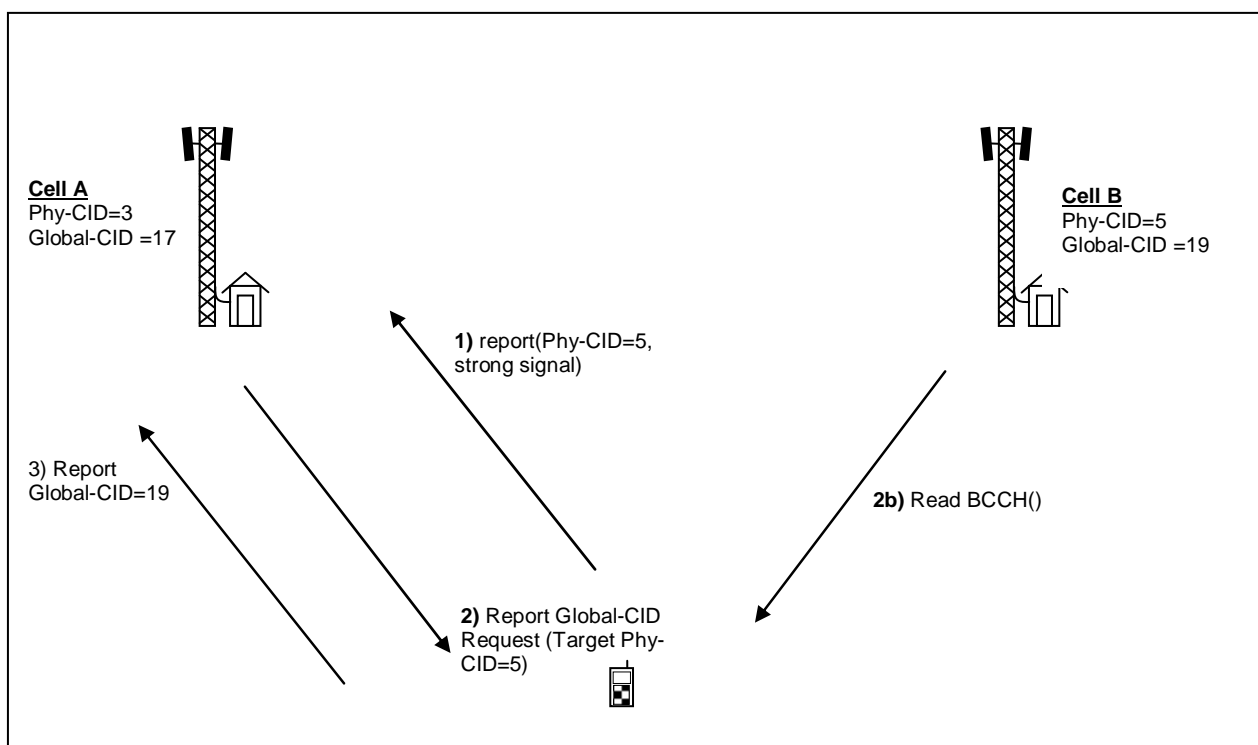 Cell A
Phy-CID=3
Global-CID =17
Cell B
Phy-CID=5
Global-CID =19
1) report(Phy-CID=5,
strong signal)
3) Report
Global-CID=19
2b) Read BCCH()
2) Report Global-CID
Request (Target Phy-
CID=5)